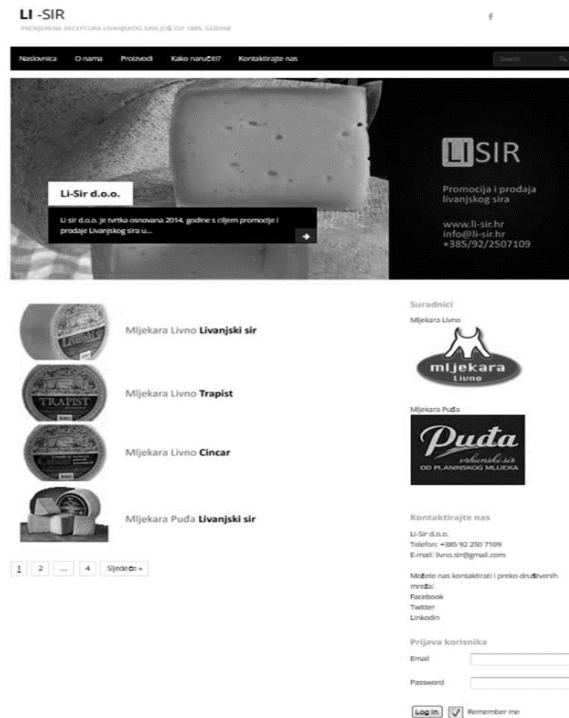 LI -SIR
PROVJERENA RECEPTURA LIVANJSKOG SIRA JOŠ OD 1885. GODINE
Naslovnica O nama Proizvodi Kako naručiti? Kontaktirajte nas
Search
Li-Sir d.o.o.
Li-sir d.o.o. je tvrtka osnovana 2014. godine s ciljem promocije i
prodaje Livanjskog sira u...
LISIR
Promocija i prodaja
livanjskog sira
www.li-sir.hr
info@li-sir.hr
+385/92/2507109
Mljekara Livno Livanjski sir
TRAPIST
Mljekara Livno Trapist
Mljekara Livno Cincar
Mljekara Puđa Livanjski sir
1 2 ... 4 Sljedeće »
Suradnici
Mljekara Livno
mljekara
Livno
Mljekara Puđa
Puđa
vrhunski sir
OD PLANINSKOG MLIJEKA
Kontaktirajte nas
Li-Sir d.o.o.
Telefon: +385 92 250 7109
E-mail: livno.sir@gmail.com
Možete nas kontaktirati i preko društvenih
mreža:
Facebook
Twitter
Linkedin
Prijava korisnika
Email
Password
Log in Remember me